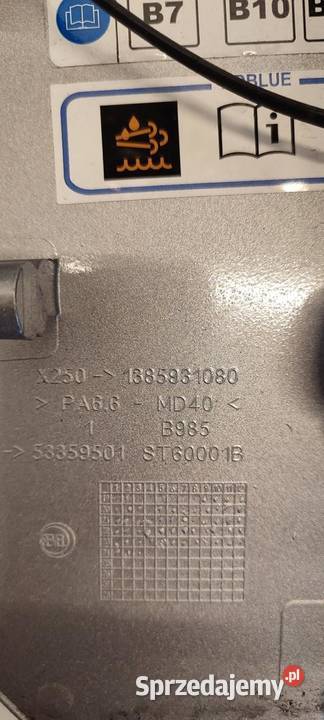 B7
B10
BLUE
i
X250 -> 1385931080
> PA6.6 - MD40 <
1 B985
-> 53359501 ST60001B
Sprzedajemy.pl